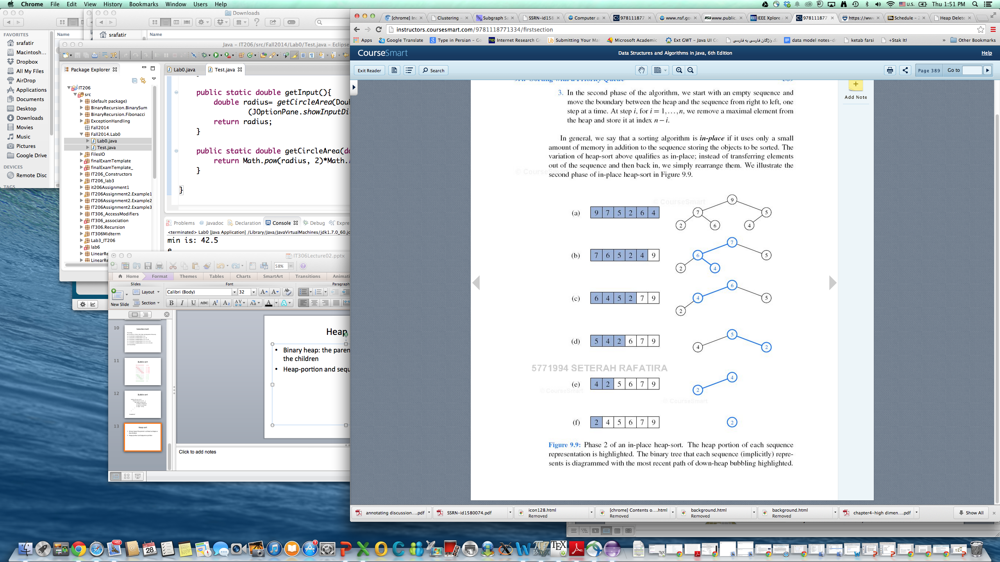 Chrome File Edit View History Bookmarks Window Users Help
U.S. Thu 1:51 PM
Downloads
FAVORITES
srafatir
Macintosh...
Dropbox
All My Files
AirDrop
Applications
Documents
Desktop
Downloads
Movies
Music
Pictures
Google Drive
DEVICES
Remote Disc
TAGS
Name
srafatir
Name
Java – IT206/src/Fall2014/Lab0/Test.java – Eclipse
Package Explorer
IT206
src
(default package)
BinaryRecursion.BinarySum
BinaryRecursion.Fibonacci
ExceptionHandling
Fall2014
Fall2014.Lab0
Lab0.java
Test.java
FilesIO
finalExamTemplate
finalExamTemplate_
IT206_Constructors
IT206_lab3
it206Assignment1
IT206Assignment2.Example1
IT206Assignment2.Example2
IT206Assignment2.Example3
IT306_AccessModifiers
IT306_association
IT306.Recursion
IT306Midterm
Lab3_IT206
lab6
LinearRe
LinearRe
Lab0.java Test.java
public static double getInput(){
double radius= getCircleArea(Doul
(JOptionPane.showInputDi
return radius;
}
public static double getCircleArea(do
return Math.pow(radius, 2)*Math.
}
}
Problems @ Javadoc Declaration Console Debug Expre
<terminated> Lab0 [Java Application] /Library/Java/JavaVirtualMachines/jdk1.7.0_60.jd
min is: 42.5
e
IT306Lecture02.pptx
58%
Home Format Themes Tables Charts SmartArt Transitions Animati
Slides Font Paragraph
New Slide Layout Section
Calibri (Body) 32
B I U ABC A² A₂ AV Aa A A
10
Selection Sort
11
Bubble sort
12
Bubble sort
13
Heap sort
Heap
• Binary heap: the paren
the children
• Heap-portion and sequ
Click to add notes
[chrome] In Clustering – Subgraph Sa SSRN-id158 Computer a 978111877 www.nsf.go www.public. IEEE Xplore 978111877 https://www Schedule – Heap Delete
instructors.coursesmart.com/9781118771334/firstsection
Apps Google Translate Type in Persian – Go Internet Research Gr Submitting Your Ma Microsoft Academic Ext GWT – Java UI Co data model notes-d ketab farsi +Stak It! » Other Bookmarks
CourseSmart
Data Structures and Algorithms in Java, 6th Edition
Help
Exit Reader Search Page 389 Go to
Add Note
9.4. Sorting with a Priority Queue 389
3. In the second phase of the algorithm, we start with an empty sequence and
move the boundary between the heap and the sequence from right to left, one
step at a time. At step i, for i = 1,...,n, we remove a maximal element from
the heap and store it at index n − i.
In general, we say that a sorting algorithm is in-place if it uses only a small
amount of memory in addition to the sequence storing the objects to be sorted. The
variation of heap-sort above qualifies as in-place; instead of transferring elements
out of the sequence and then back in, we simply rearrange them. We illustrate the
second phase of in-place heap-sort in Figure 9.9.
© CourseSmart
© CourseSmart
(a) 9 7 5 2 6 4
9
7 5
2 6 4
(b) 7 6 5 2 4 9
7
6 5
2 4
(c) 6 4 5 2 7 9
6
4 5
2
(d) 5 4 2 6 7 9
5
4 2
5771994 SETERAH RAFATIRA
(e) 4 2 5 6 7 9
4
2
© CourseSmart
© CourseSmart
(f) 2 4 5 6 7 9
2
Figure 9.9: Phase 2 of an in-place heap-sort. The heap portion of each sequence
representation is highlighted. The binary tree that each sequence (implicitly) repre-
sents is diagrammed with the most recent path of down-heap bubbling highlighted.
annotating discussion....pdf
SSRN-id1580074.pdf
icon128.html
Removed
[chrome] Contents o....html
Removed
background.html
Removed
background.html
Removed
chapter4-high dimen....pdf
Show All
1452
AUG
28
3
TEX
PDF